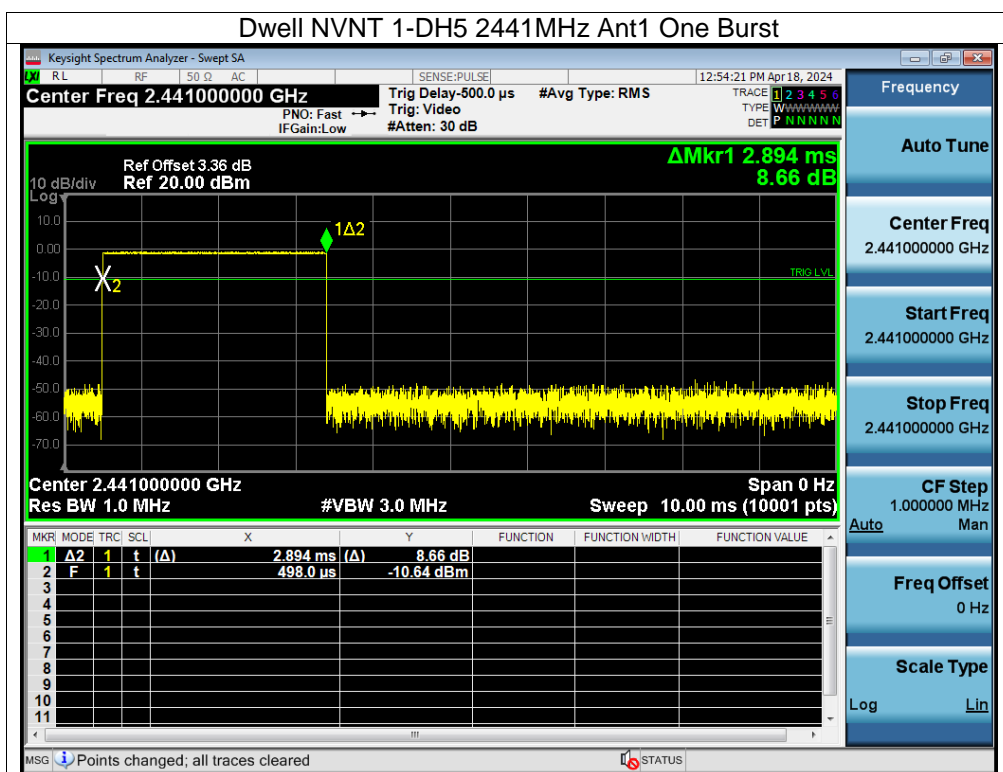 Dwell NVNT 1-DH5 2441MHz Ant1 One Burst
Keysight Spectrum Analyzer - Swept SA
LXI RL RF 50 Ω AC SENSE:PULSE 12:54:21 PM Apr 18, 2024
Center Freq 2.441000000 GHz Trig Delay-500.0 µs #Avg Type: RMS TRACE 1 2 3 4 5 6
PNO: Fast Trig: Video TYPE WWWWWWW
IFGain:Low #Atten: 30 dB DET P N N N N N
Frequency
Auto Tune
Center Freq
2.441000000 GHz
Start Freq
2.441000000 GHz
Stop Freq
2.441000000 GHz
CF Step
1.000000 MHz
Auto Man
Freq Offset
0 Hz
Scale Type
Log Lin
ΔMkr1 2.894 ms
8.66 dB
Ref Offset 3.36 dB
10 dB/div Ref 20.00 dBm
Log
10.0
0.00
-10.0
-20.0
-30.0
-40.0
-50.0
-60.0
-70.0
1Δ2
X2
TRIG LVL
Center 2.441000000 GHz Span 0 Hz
Res BW 1.0 MHz #VBW 3.0 MHz Sweep 10.00 ms (10001 pts)
MKR MODE TRC SCL X Y FUNCTION FUNCTION WIDTH FUNCTION VALUE
1 Δ2 1 t (Δ) 2.894 ms (Δ) 8.66 dB
2 F 1 t 498.0 µs -10.64 dBm
3
4
5
6
7
8
9
10
11
MSG Points changed; all traces cleared STATUS